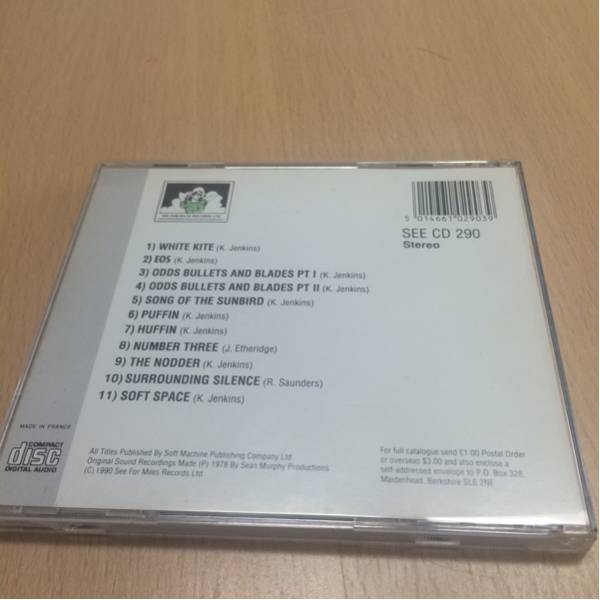 SEE FOR MILES RECORDS LTD.
5 014661 029039
SEE CD 290
Stereo
1) WHITE KITE (K. Jenkins)
2) EOS (K. Jenkins)
3) ODDS BULLETS AND BLADES PT I (K. Jenkins)
4) ODDS BULLETS AND BLADES PT II (K. Jenkins)
5) SONG OF THE SUNBIRD (K. Jenkins)
6) PUFFIN (K. Jenkins)
7) HUFFIN (K. Jenkins)
8) NUMBER THREE (J. Etheridge)
9) THE NODDER (K. Jenkins)
10) SURROUNDING SILENCE (R. Saunders)
11) SOFT SPACE (K. Jenkins)
MADE IN FRANCE
COMPACT
disc
DIGITAL AUDIO
All Titles Published By Soft Machine Publishing Company Ltd.
Original Sound Recordings Made (P) 1978 By Sean Murphy Productions
(C) 1990 See For Miles Records Ltd.
For full catalogue send £1.00 Postal Order
or overseas $3.00 and also enclose a
self-addressed envelope to P.O. Box 328,
Maidenhead, Berkshire SL6 2NE